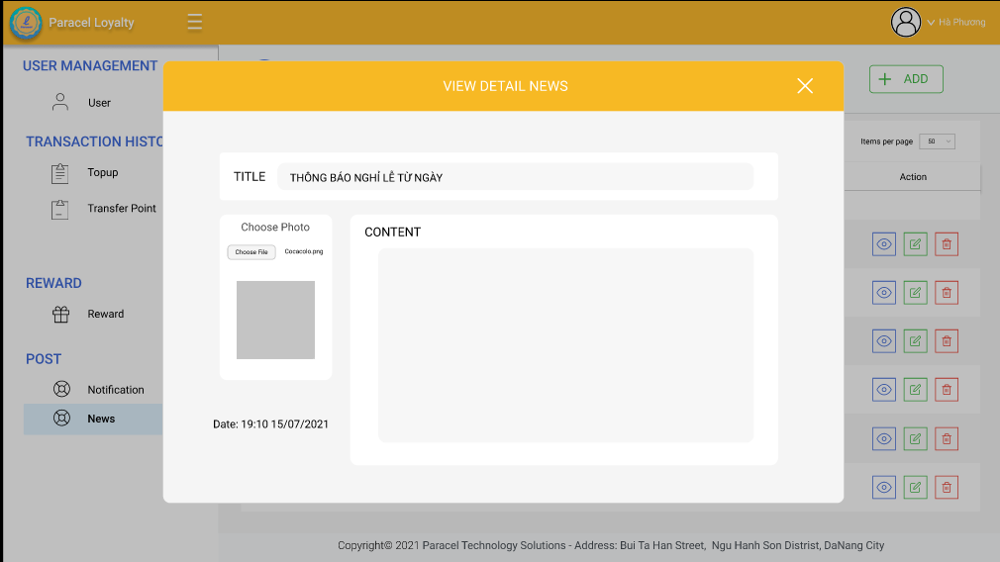 Paracel Loyalty
Hà Phương
USER MANAGEMENT
User
TRANSACTION HISTO
Topup
Transfer Point
REWARD
Reward
POST
Notification
News
ADD
Items per page 50
Action
VIEW DETAIL NEWS
TITLE THÔNG BÁO NGHỈ LỄ TỪ NGÀY
Choose Photo
Choose File Cocacolo.png
CONTENT
Date: 19:10 15/07/2021
Copyright© 2021 Paracel Technology Solutions - Address: Bui Ta Han Street, Ngu Hanh Son Distrist, DaNang City